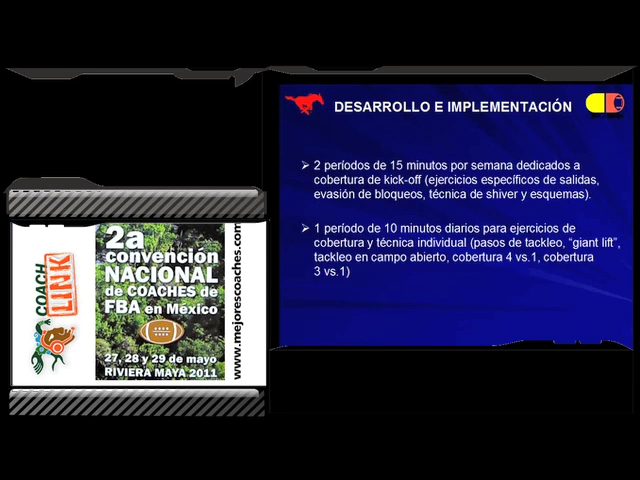 DESARROLLO E IMPLEMENTACIÓN
2 períodos de 15 minutos por semana dedicados a
cobertura de kick-off (ejercicios específicos de salidas,
evasión de bloqueos, técnica de shiver y esquemas).
1 período de 10 minutos diarios para ejercicios de
cobertura y técnica individual (pasos de tackleo, “giant lift”,
tackleo en campo abierto, cobertura 4 vs.1, cobertura
3 vs.1)
COACH
LINK
2a
convención
NACIONAL
de COACHES de
FBA en México
27, 28 y 29 de mayo
RIVIERA MAYA 2011
www.mejorescoaches.com